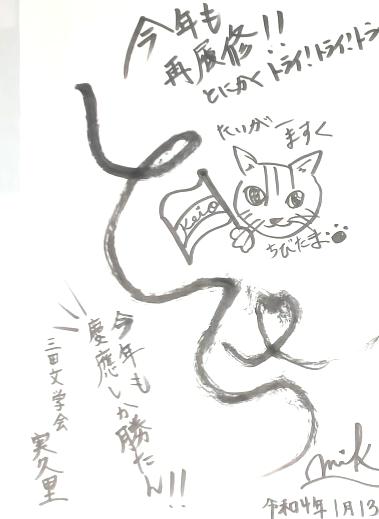 今年も
再履修!!
とにかく トライ!トライ!トラ
たいがーますく
Keio
ちびたま
今年も
慶應しか勝たん!!
三田文学会
実久里
mik
令和4年1月13